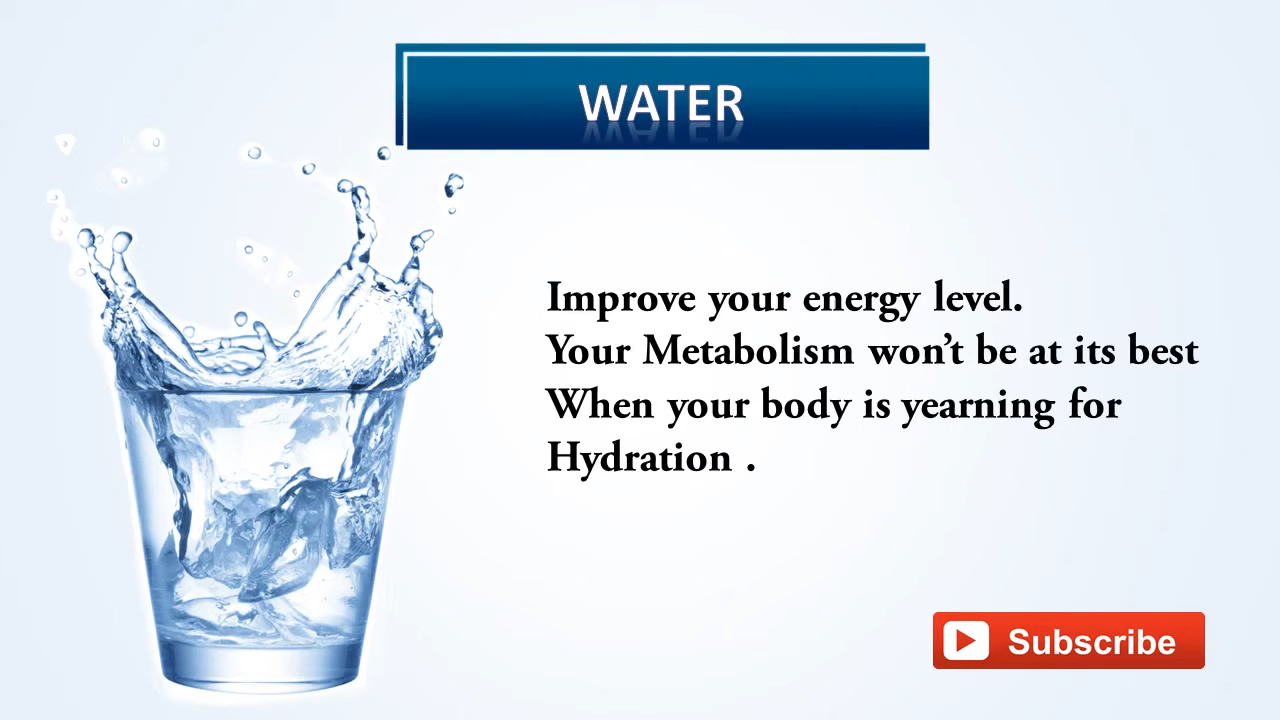 WATER
Improve your energy level.
Your Metabolism won’t be at its best
When your body is yearning for
Hydration .
Subscribe